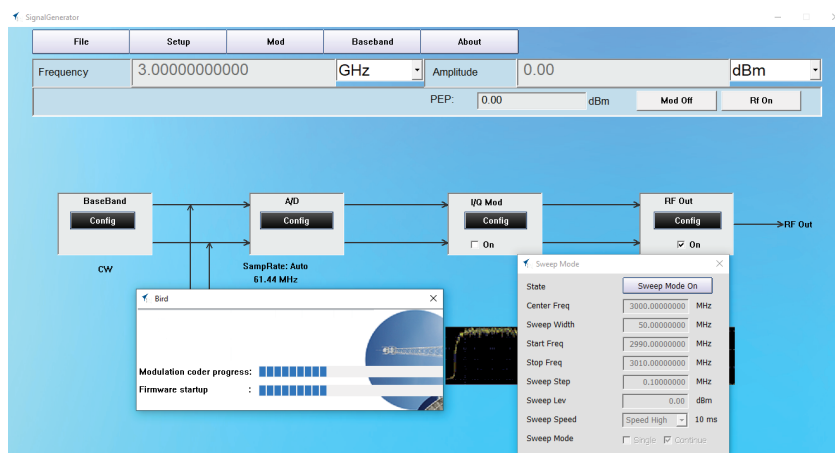 SignalGenerator
File Setup Mod Baseband About
Frequency 3.00000000000 GHz Amplitude 0.00 dBm
PEP: 0.00 dBm Mod Off Rf On
BaseBand A/D I/Q Mod RF Out
Config Config Config Config
RF Out
On On
CW
SampRate: Auto
61.44 MHz
Sweep Mode
State Sweep Mode On
Center Freq 3000.00000000 MHz
Sweep Width 50.00000000 MHz
Start Freq 2990.00000000 MHz
Stop Freq 3010.00000000 MHz
Sweep Step 0.10000000 MHz
Sweep Lev 0.00 dBm
Sweep Speed Speed High 10 ms
Sweep Mode Single Continue
Bird
Modulation coder progress:
Firmware startup :